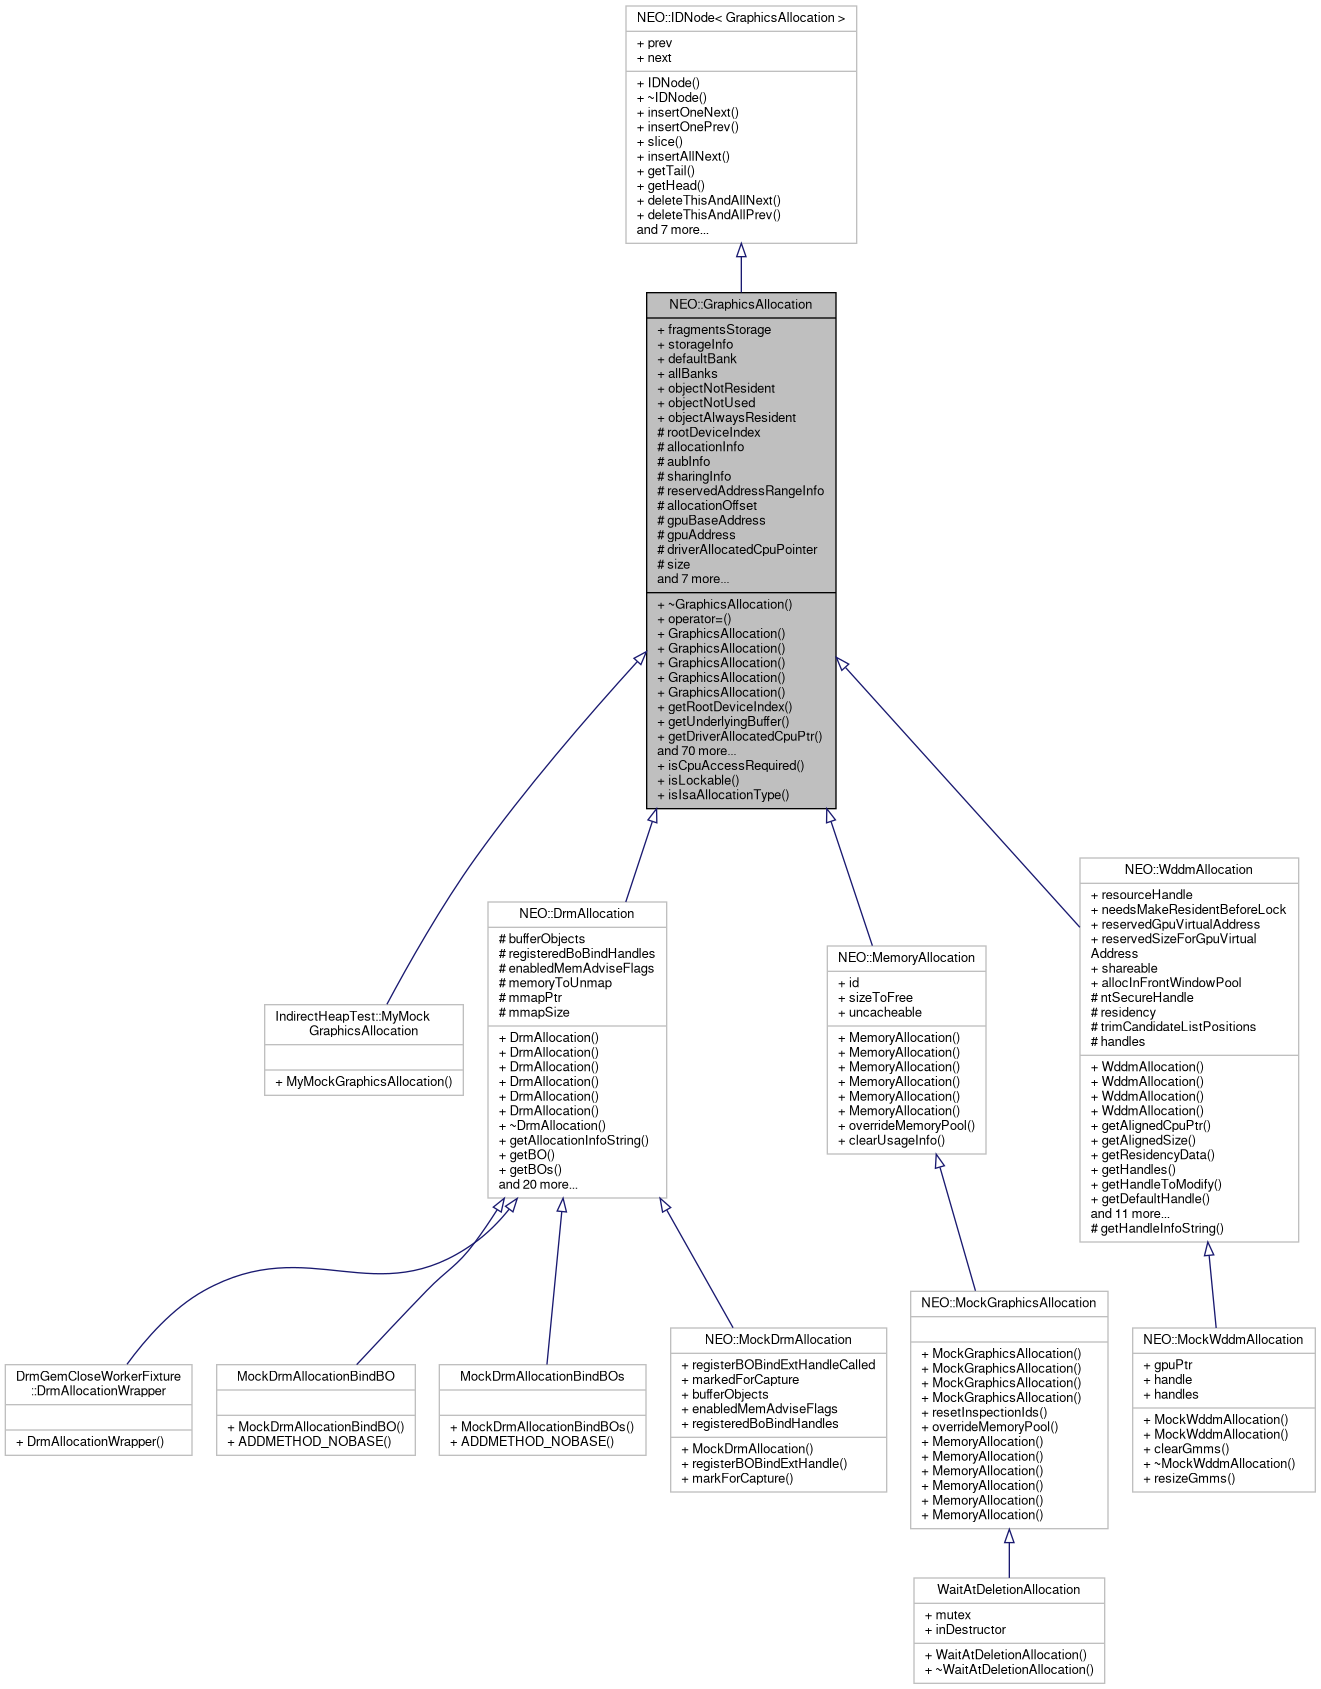 NEO::IDNode< GraphicsAllocation >
+ prev
+ next
+ IDNode()
+ ~IDNode()
+ insertOneNext()
+ insertOnePrev()
+ slice()
+ insertAllNext()
+ getTail()
+ getHead()
+ deleteThisAndAllNext()
+ deleteThisAndAllPrev()
and 7 more...
NEO::GraphicsAllocation
+ fragmentsStorage
+ storageInfo
+ defaultBank
+ allBanks
+ objectNotResident
+ objectNotUsed
+ objectAlwaysResident
# rootDeviceIndex
# allocationInfo
# aubInfo
# sharingInfo
# reservedAddressRangeInfo
# allocationOffset
# gpuBaseAddress
# gpuAddress
# driverAllocatedCpuPointer
# size
and 7 more...
+ ~GraphicsAllocation()
+ operator=()
+ GraphicsAllocation()
+ GraphicsAllocation()
+ GraphicsAllocation()
+ GraphicsAllocation()
+ GraphicsAllocation()
+ getRootDeviceIndex()
+ getUnderlyingBuffer()
+ getDriverAllocatedCpuPtr()
and 70 more...
+ isCpuAccessRequired()
+ isLockable()
+ isIsaAllocationType()
IndirectHeapTest::MyMock
GraphicsAllocation
+ MyMockGraphicsAllocation()
NEO::DrmAllocation
# bufferObjects
# registeredBoBindHandles
# enabledMemAdviseFlags
# memoryToUnmap
# mmapPtr
# mmapSize
+ DrmAllocation()
+ DrmAllocation()
+ DrmAllocation()
+ DrmAllocation()
+ DrmAllocation()
+ DrmAllocation()
+ ~DrmAllocation()
+ getAllocationInfoString()
+ getBO()
+ getBOs()
and 20 more...
NEO::MemoryAllocation
+ id
+ sizeToFree
+ uncacheable
+ MemoryAllocation()
+ MemoryAllocation()
+ MemoryAllocation()
+ MemoryAllocation()
+ MemoryAllocation()
+ MemoryAllocation()
+ overrideMemoryPool()
+ clearUsageInfo()
NEO::WddmAllocation
+ resourceHandle
+ needsMakeResidentBeforeLock
+ reservedGpuVirtualAddress
+ reservedSizeForGpuVirtual
Address
+ shareable
+ allocInFrontWindowPool
# ntSecureHandle
# residency
# trimCandidateListPositions
# handles
+ WddmAllocation()
+ WddmAllocation()
+ WddmAllocation()
+ WddmAllocation()
+ getAlignedCpuPtr()
+ getAlignedSize()
+ getResidencyData()
+ getHandles()
+ getHandleToModify()
+ getDefaultHandle()
and 11 more...
# getHandleInfoString()
DrmGemCloseWorkerFixture
::DrmAllocationWrapper
+ DrmAllocationWrapper()
MockDrmAllocationBindBO
+ MockDrmAllocationBindBO()
+ ADDMETHOD_NOBASE()
MockDrmAllocationBindBOs
+ MockDrmAllocationBindBOs()
+ ADDMETHOD_NOBASE()
NEO::MockDrmAllocation
+ registerBOBindExtHandleCalled
+ markedForCapture
+ bufferObjects
+ enabledMemAdviseFlags
+ registeredBoBindHandles
+ MockDrmAllocation()
+ registerBOBindExtHandle()
+ markForCapture()
NEO::MockGraphicsAllocation
+ MockGraphicsAllocation()
+ MockGraphicsAllocation()
+ MockGraphicsAllocation()
+ MockGraphicsAllocation()
+ resetInspectionIds()
+ overrideMemoryPool()
+ MemoryAllocation()
+ MemoryAllocation()
+ MemoryAllocation()
+ MemoryAllocation()
+ MemoryAllocation()
+ MemoryAllocation()
NEO::MockWddmAllocation
+ gpuPtr
+ handle
+ handles
+ MockWddmAllocation()
+ MockWddmAllocation()
+ clearGmms()
+ ~MockWddmAllocation()
+ resizeGmms()
WaitAtDeletionAllocation
+ mutex
+ inDestructor
+ WaitAtDeletionAllocation()
+ ~WaitAtDeletionAllocation()